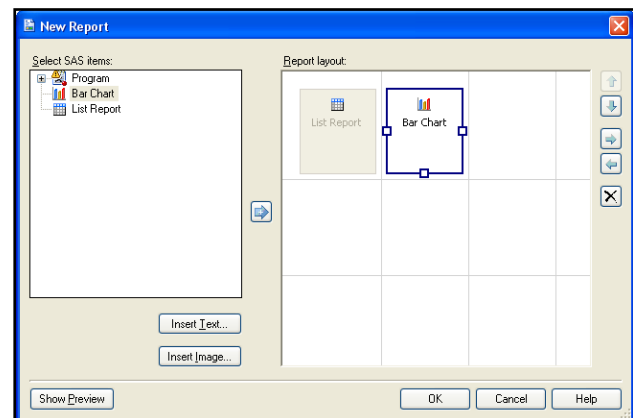 New Report
Select SAS items:
Program
Bar Chart
List Report
Report layout:
List Report
Bar Chart
Insert Text...
Insert Image...
Show Preview
OK
Cancel
Help